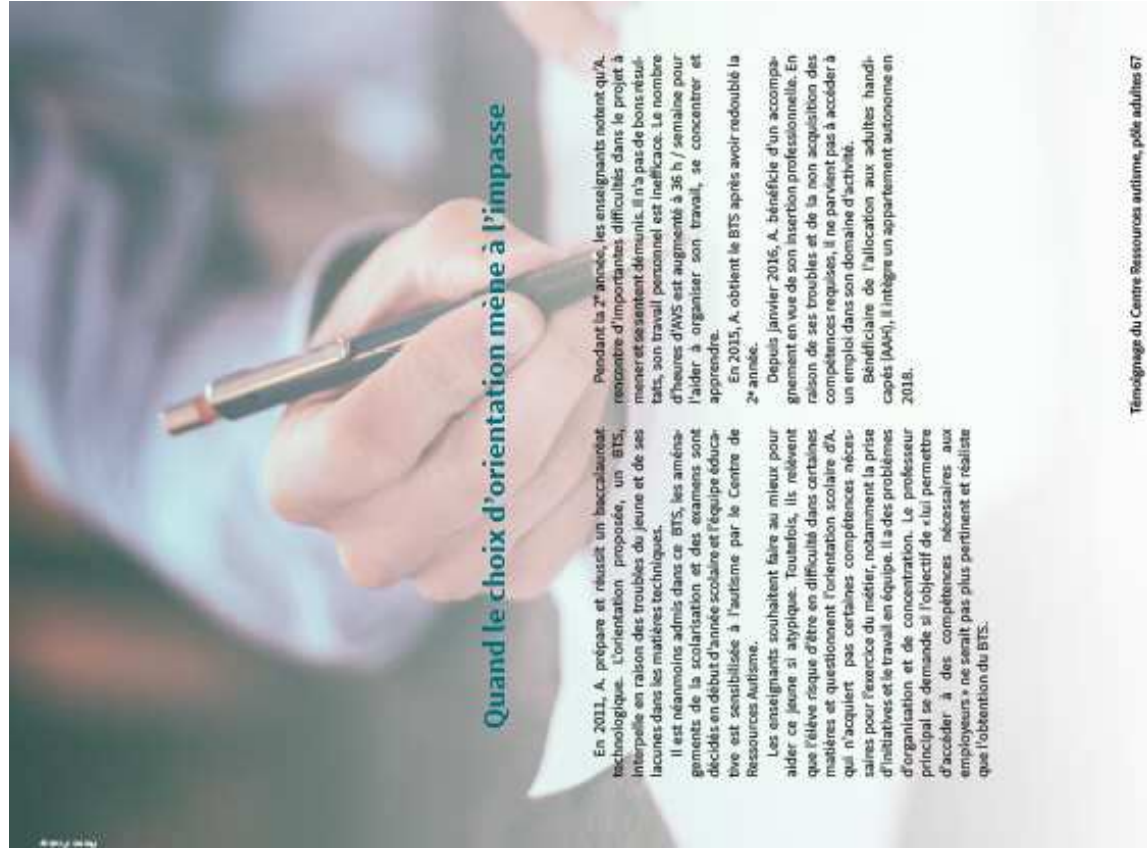 Quand le choix d'orientation mène à l'impasse
En 2011, A. prépare et réussit un baccalauréat
technologique. L'orientation proposée, un BTS,
interpelle en raison des troubles du jeune et de ses
lacunes dans les matières techniques.
Il est néanmoins admis dans ce BTS, les aména-
gements de la scolarisation et des examens sont
décidés en début d'année scolaire et l'équipe éduca-
tive est sensibilisée à l'autisme par le Centre de
Ressources Autisme.
Les enseignants souhaitent faire au mieux pour
aider ce jeune si atypique. Toutefois, ils relèvent
que l'élève risque d'être en difficulté dans certaines
matières et questionnent l'orientation scolaire d'A.
qui n'acquiert pas certaines compétences néces-
saires pour l'exercice du métier, notamment la prise
d'initiatives et le travail en équipe. Il a des problèmes
d'organisation et de concentration. Le professeur
principal se demande si l'objectif de « lui permettre
d'accéder à des compétences nécessaires aux
employeurs » ne serait pas plus pertinent et réaliste
que l'obtention du BTS.
Pendant la 2e année, les enseignants notent qu'A.
rencontre d'importantes difficultés dans le projet à
mener et se sentent démunis. Il n'a pas de bons résul-
tats, son travail personnel est inefficace. Le nombre
d'heures d'AVS est augmenté à 36 h / semaine pour
l'aider à organiser son travail, se concentrer et
apprendre.
En 2015, A. obtient le BTS après avoir redoublé la
2e année.
Depuis janvier 2016, A. bénéficie d'un accompa-
gnement en vue de son insertion professionnelle. En
raison de ses troubles et de la non acquisition des
compétences requises, il ne parvient pas à accéder à
un emploi dans son domaine d'activité.
Bénéficiaire de l'allocation aux adultes handi-
capés (AAH), il intègre un appartement autonome en
2018.
Témoignage du Centre Ressources autisme, pôle adultes 67